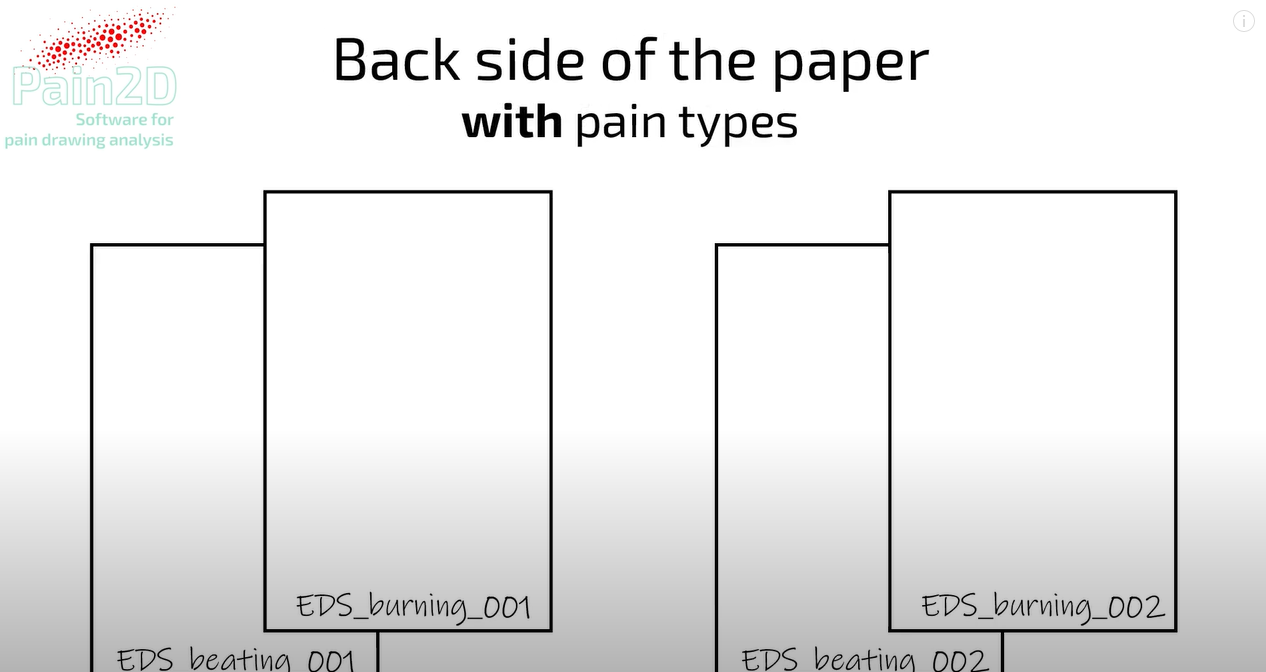 Pain2D
Software for
pain drawing analysis
Back side of the paper
with pain types
EDS_burning_001
EDS_beating_001
EDS_burning_002
EDS_beating_002